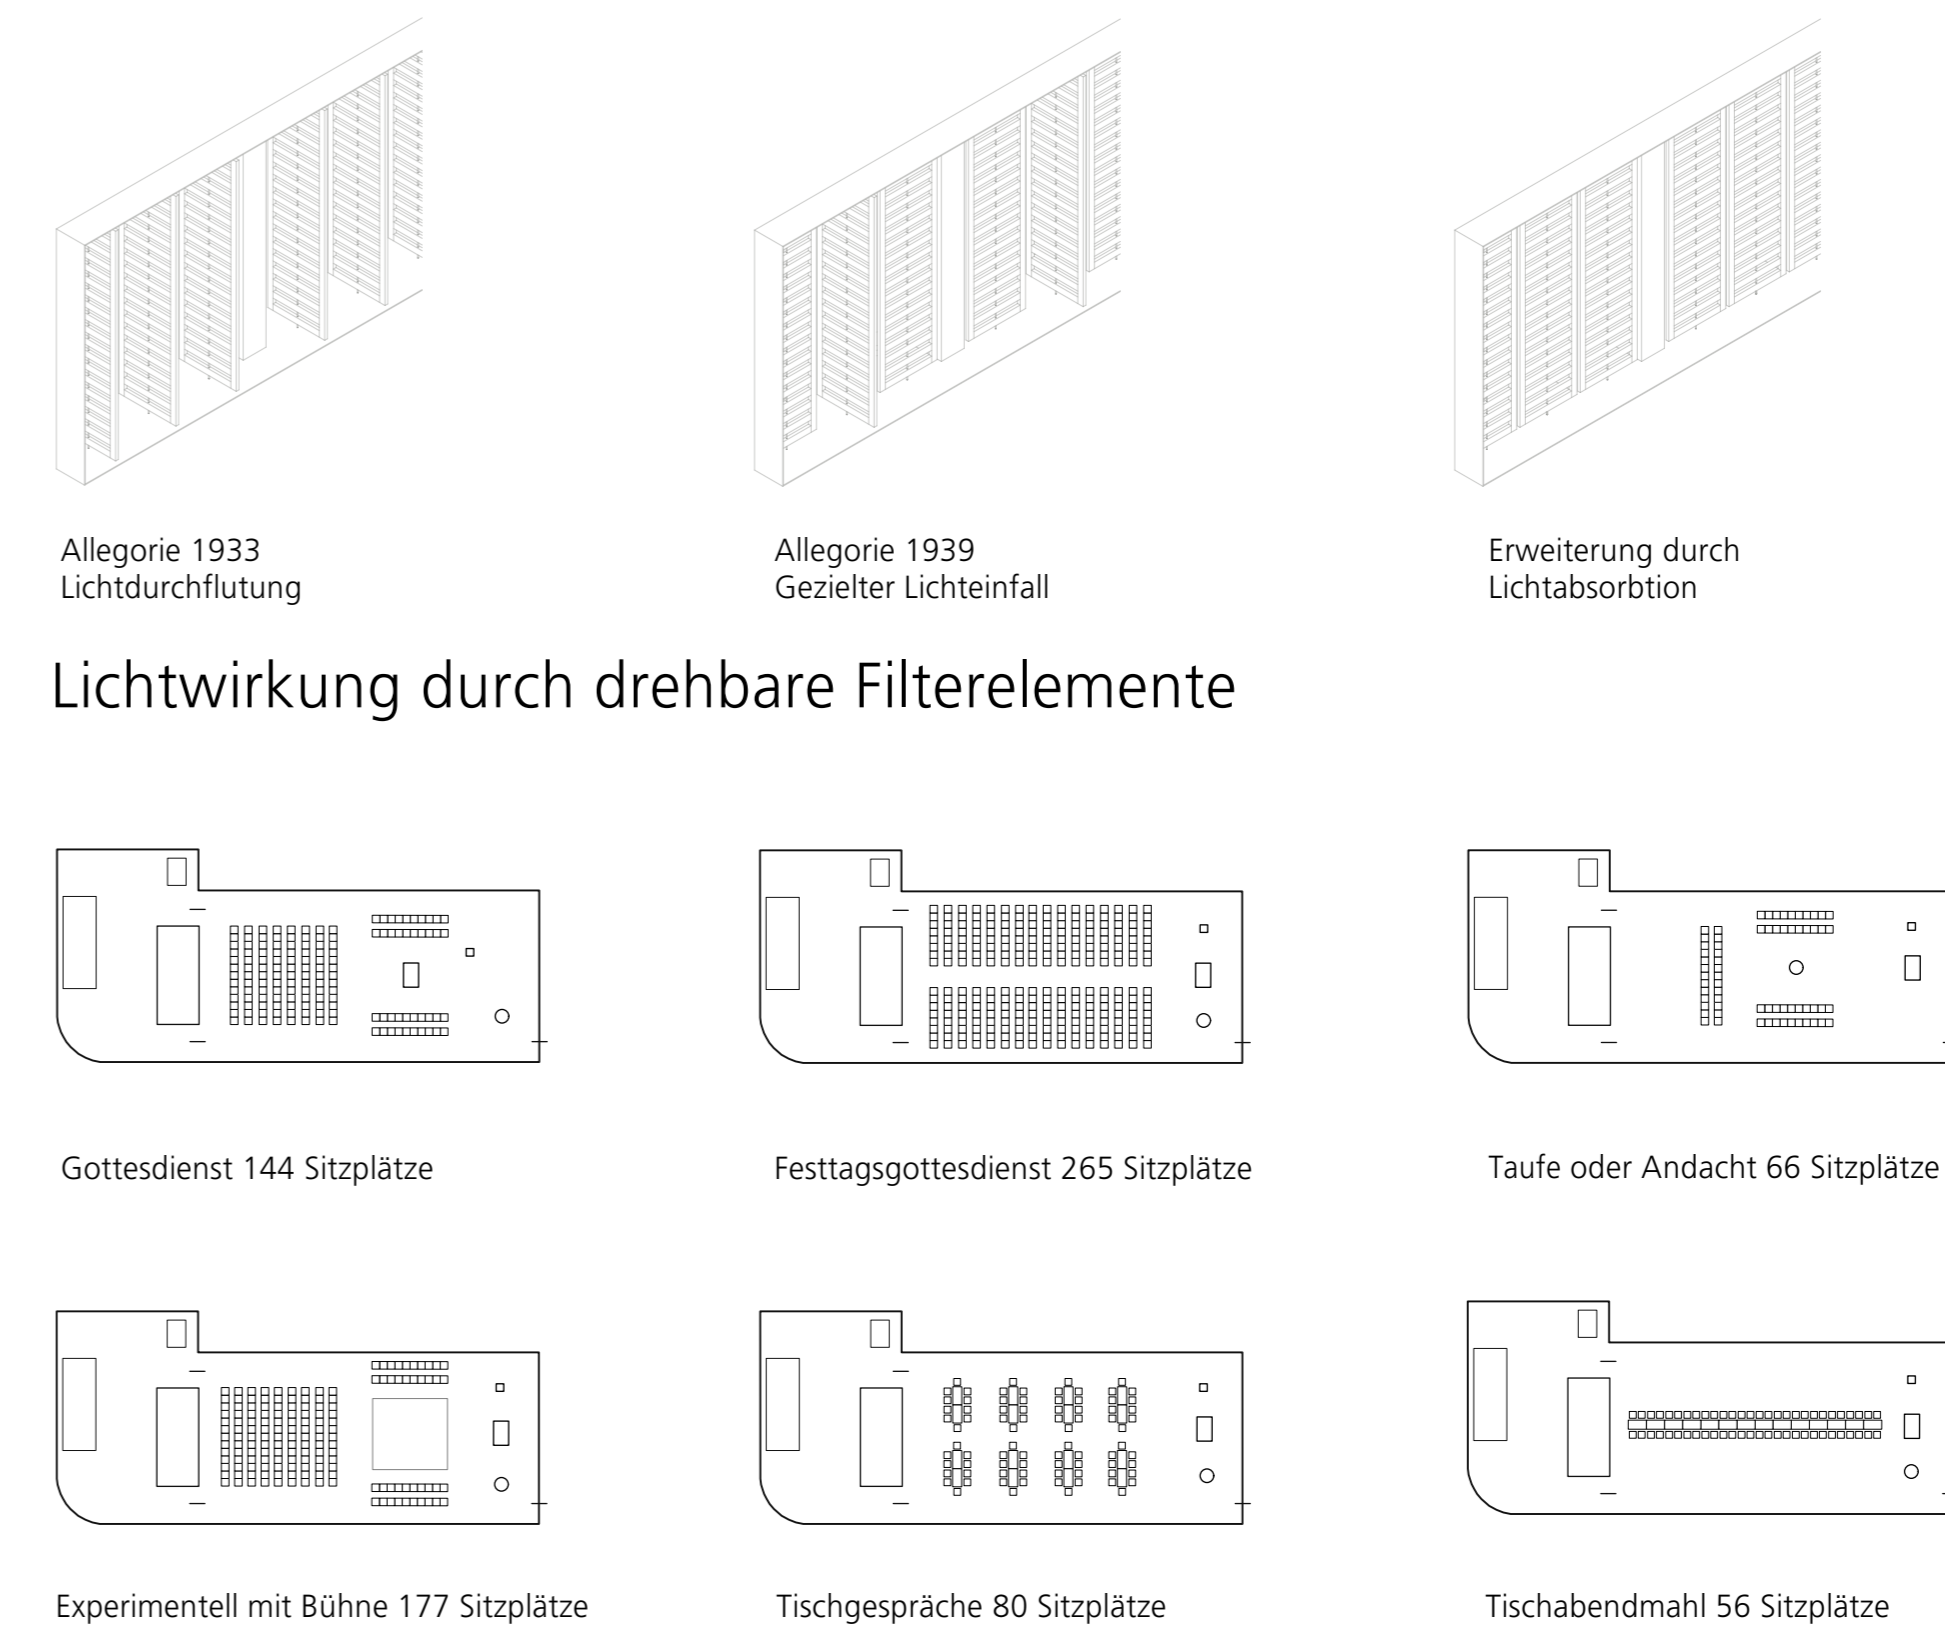 Allegorie 1933
Lichtdurchflutung
Allegorie 1939
Gezielter Lichteinfall
Erweiterung durch
Lichtabsorbtion
Lichtwirkung durch drehbare Filterelemente
Gottesdienst 144 Sitzplätze
Festtagsgottesdienst 265 Sitzplätze
Taufe oder Andacht 66 Sitzplätze
Experimentell mit Bühne 177 Sitzplätze
Tischgespräche 80 Sitzplätze
Tischabendmahl 56 Sitzplätze